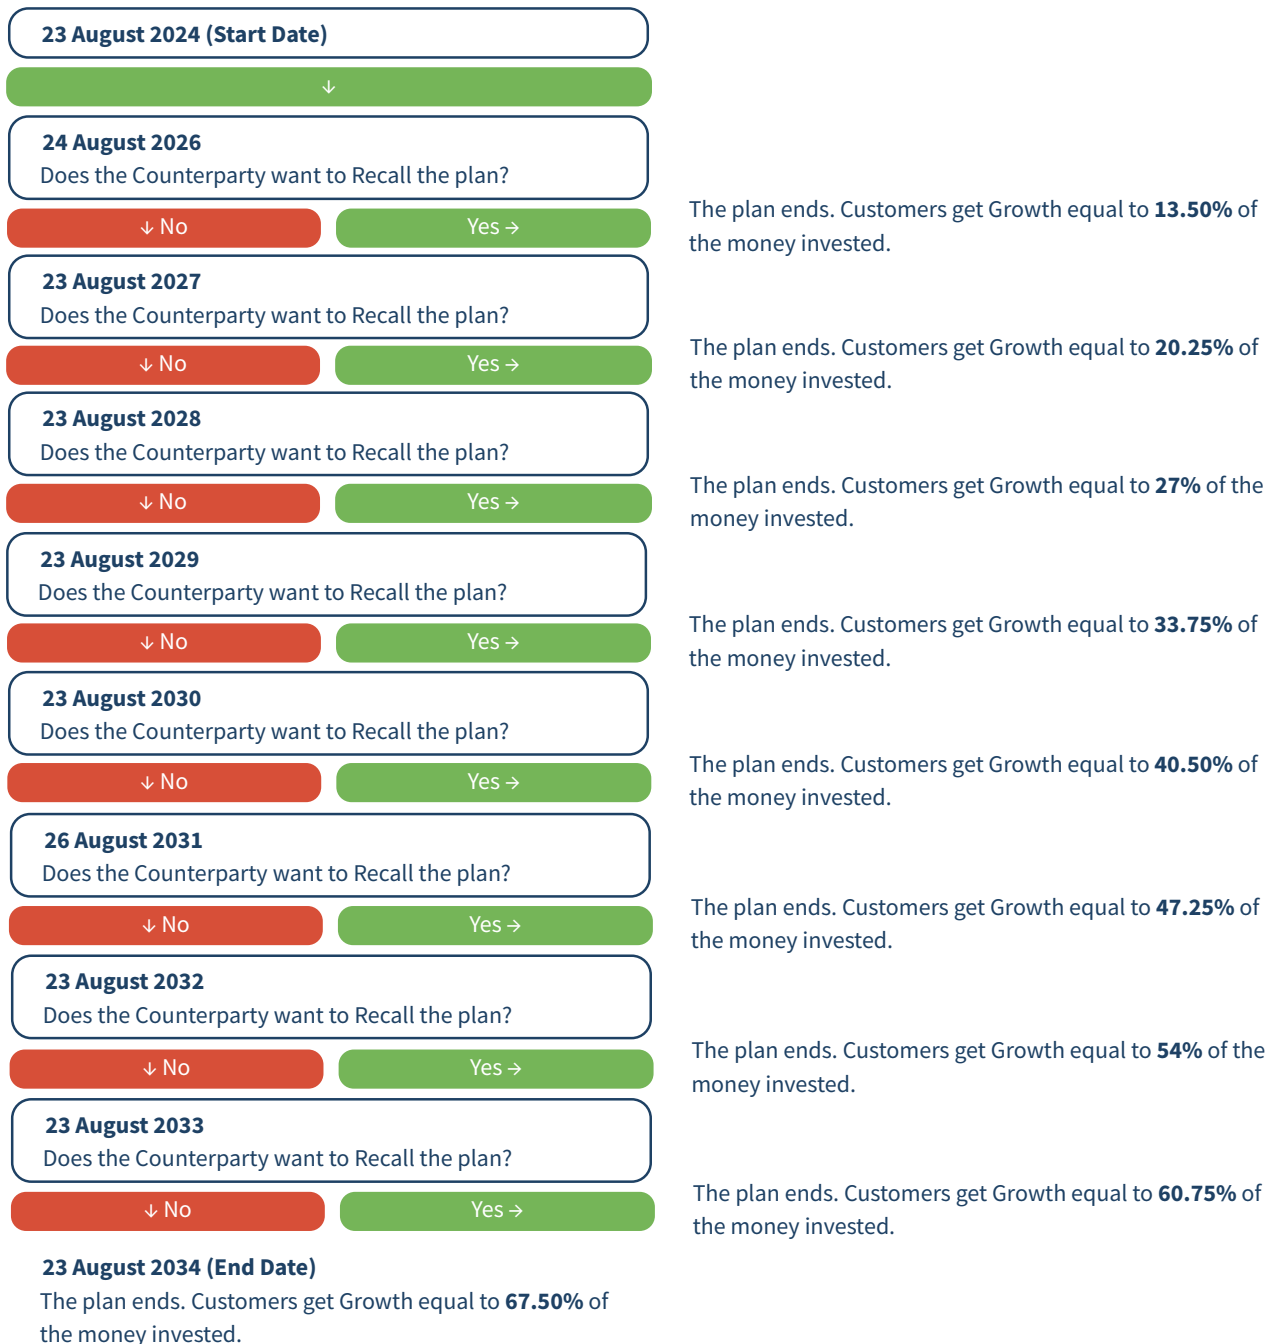 23 August 2024 (Start Date)
↓
24 August 2026
Does the Counterparty want to Recall the plan?
↓ No
Yes →
The plan ends. Customers get Growth equal to 13.50% of
the money invested.
23 August 2027
Does the Counterparty want to Recall the plan?
↓ No
Yes →
The plan ends. Customers get Growth equal to 20.25% of
the money invested.
23 August 2028
Does the Counterparty want to Recall the plan?
↓ No
Yes →
The plan ends. Customers get Growth equal to 27% of the
money invested.
23 August 2029
Does the Counterparty want to Recall the plan?
↓ No
Yes →
The plan ends. Customers get Growth equal to 33.75% of
the money invested.
23 August 2030
Does the Counterparty want to Recall the plan?
↓ No
Yes →
The plan ends. Customers get Growth equal to 40.50% of
the money invested.
26 August 2031
Does the Counterparty want to Recall the plan?
↓ No
Yes →
The plan ends. Customers get Growth equal to 47.25% of
the money invested.
23 August 2032
Does the Counterparty want to Recall the plan?
↓ No
Yes →
The plan ends. Customers get Growth equal to 54% of the
money invested.
23 August 2033
Does the Counterparty want to Recall the plan?
↓ No
Yes →
The plan ends. Customers get Growth equal to 60.75% of
the money invested.
23 August 2034 (End Date)
The plan ends. Customers get Growth equal to 67.50% of
the money invested.